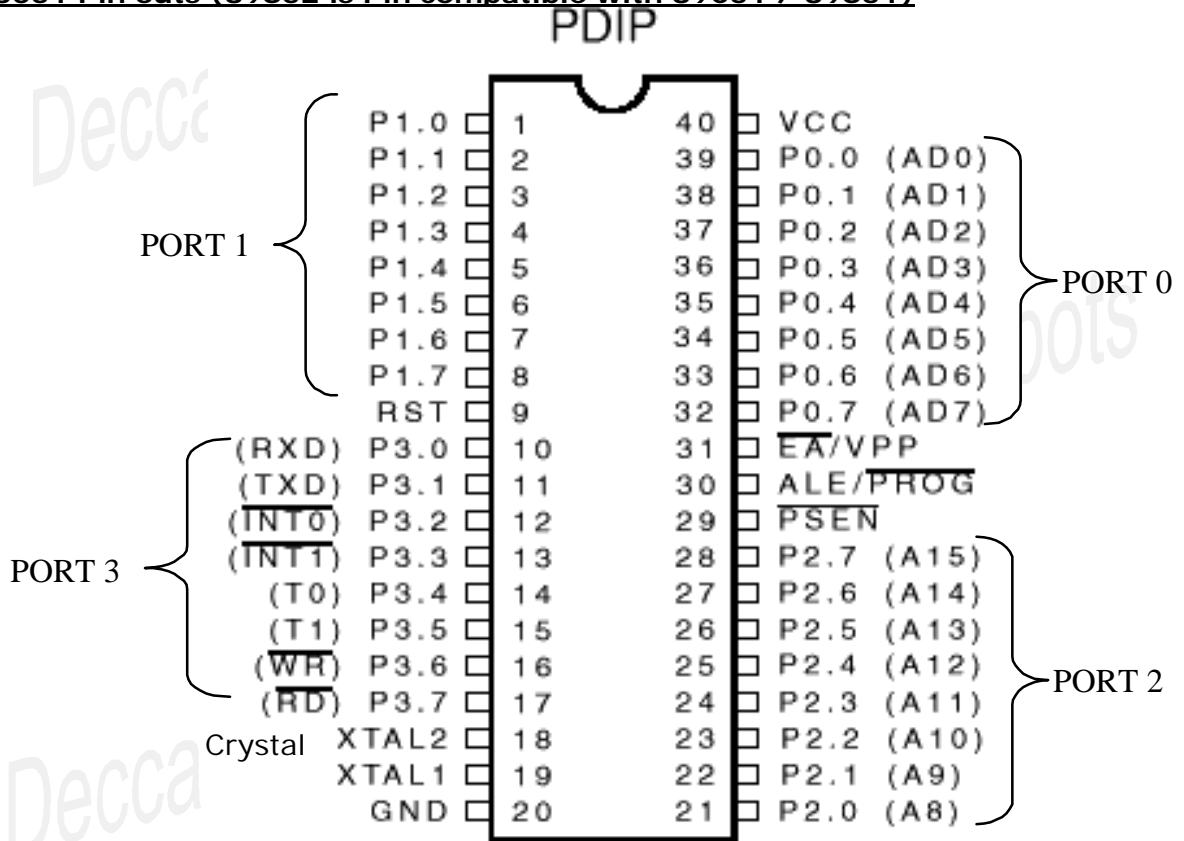 PDIP
Decca
P1.0 1 40 VCC
P1.1 2 39 P0.0 (AD0)
P1.2 3 38 P0.1 (AD1)
P1.3 4 37 P0.2 (AD2)
PORT 1
P1.4 5 36 P0.3 (AD3)
PORT 0
P1.5 6 35 P0.4 (AD4)
P1.6 7 34 P0.5 (AD5)
P1.7 8 33 P0.6 (AD6)
RST 9 32 P0.7 (AD7)
(RXD) P3.0 10 31 EA/VPP
(TXD) P3.1 11 30 ALE/PROG
(INT0) P3.2 12 29 PSEN
(INT1) P3.3 13 28 P2.7 (A15)
PORT 3
(T0) P3.4 14 27 P2.6 (A14)
(T1) P3.5 15 26 P2.5 (A13)
(WR) P3.6 16 25 P2.4 (A12)
PORT 2
(RD) P3.7 17 24 P2.3 (A11)
Crystal XTAL2 18 23 P2.2 (A10)
XTAL1 19 22 P2.1 (A9)
GND 20 21 P2.0 (A8)
Decca